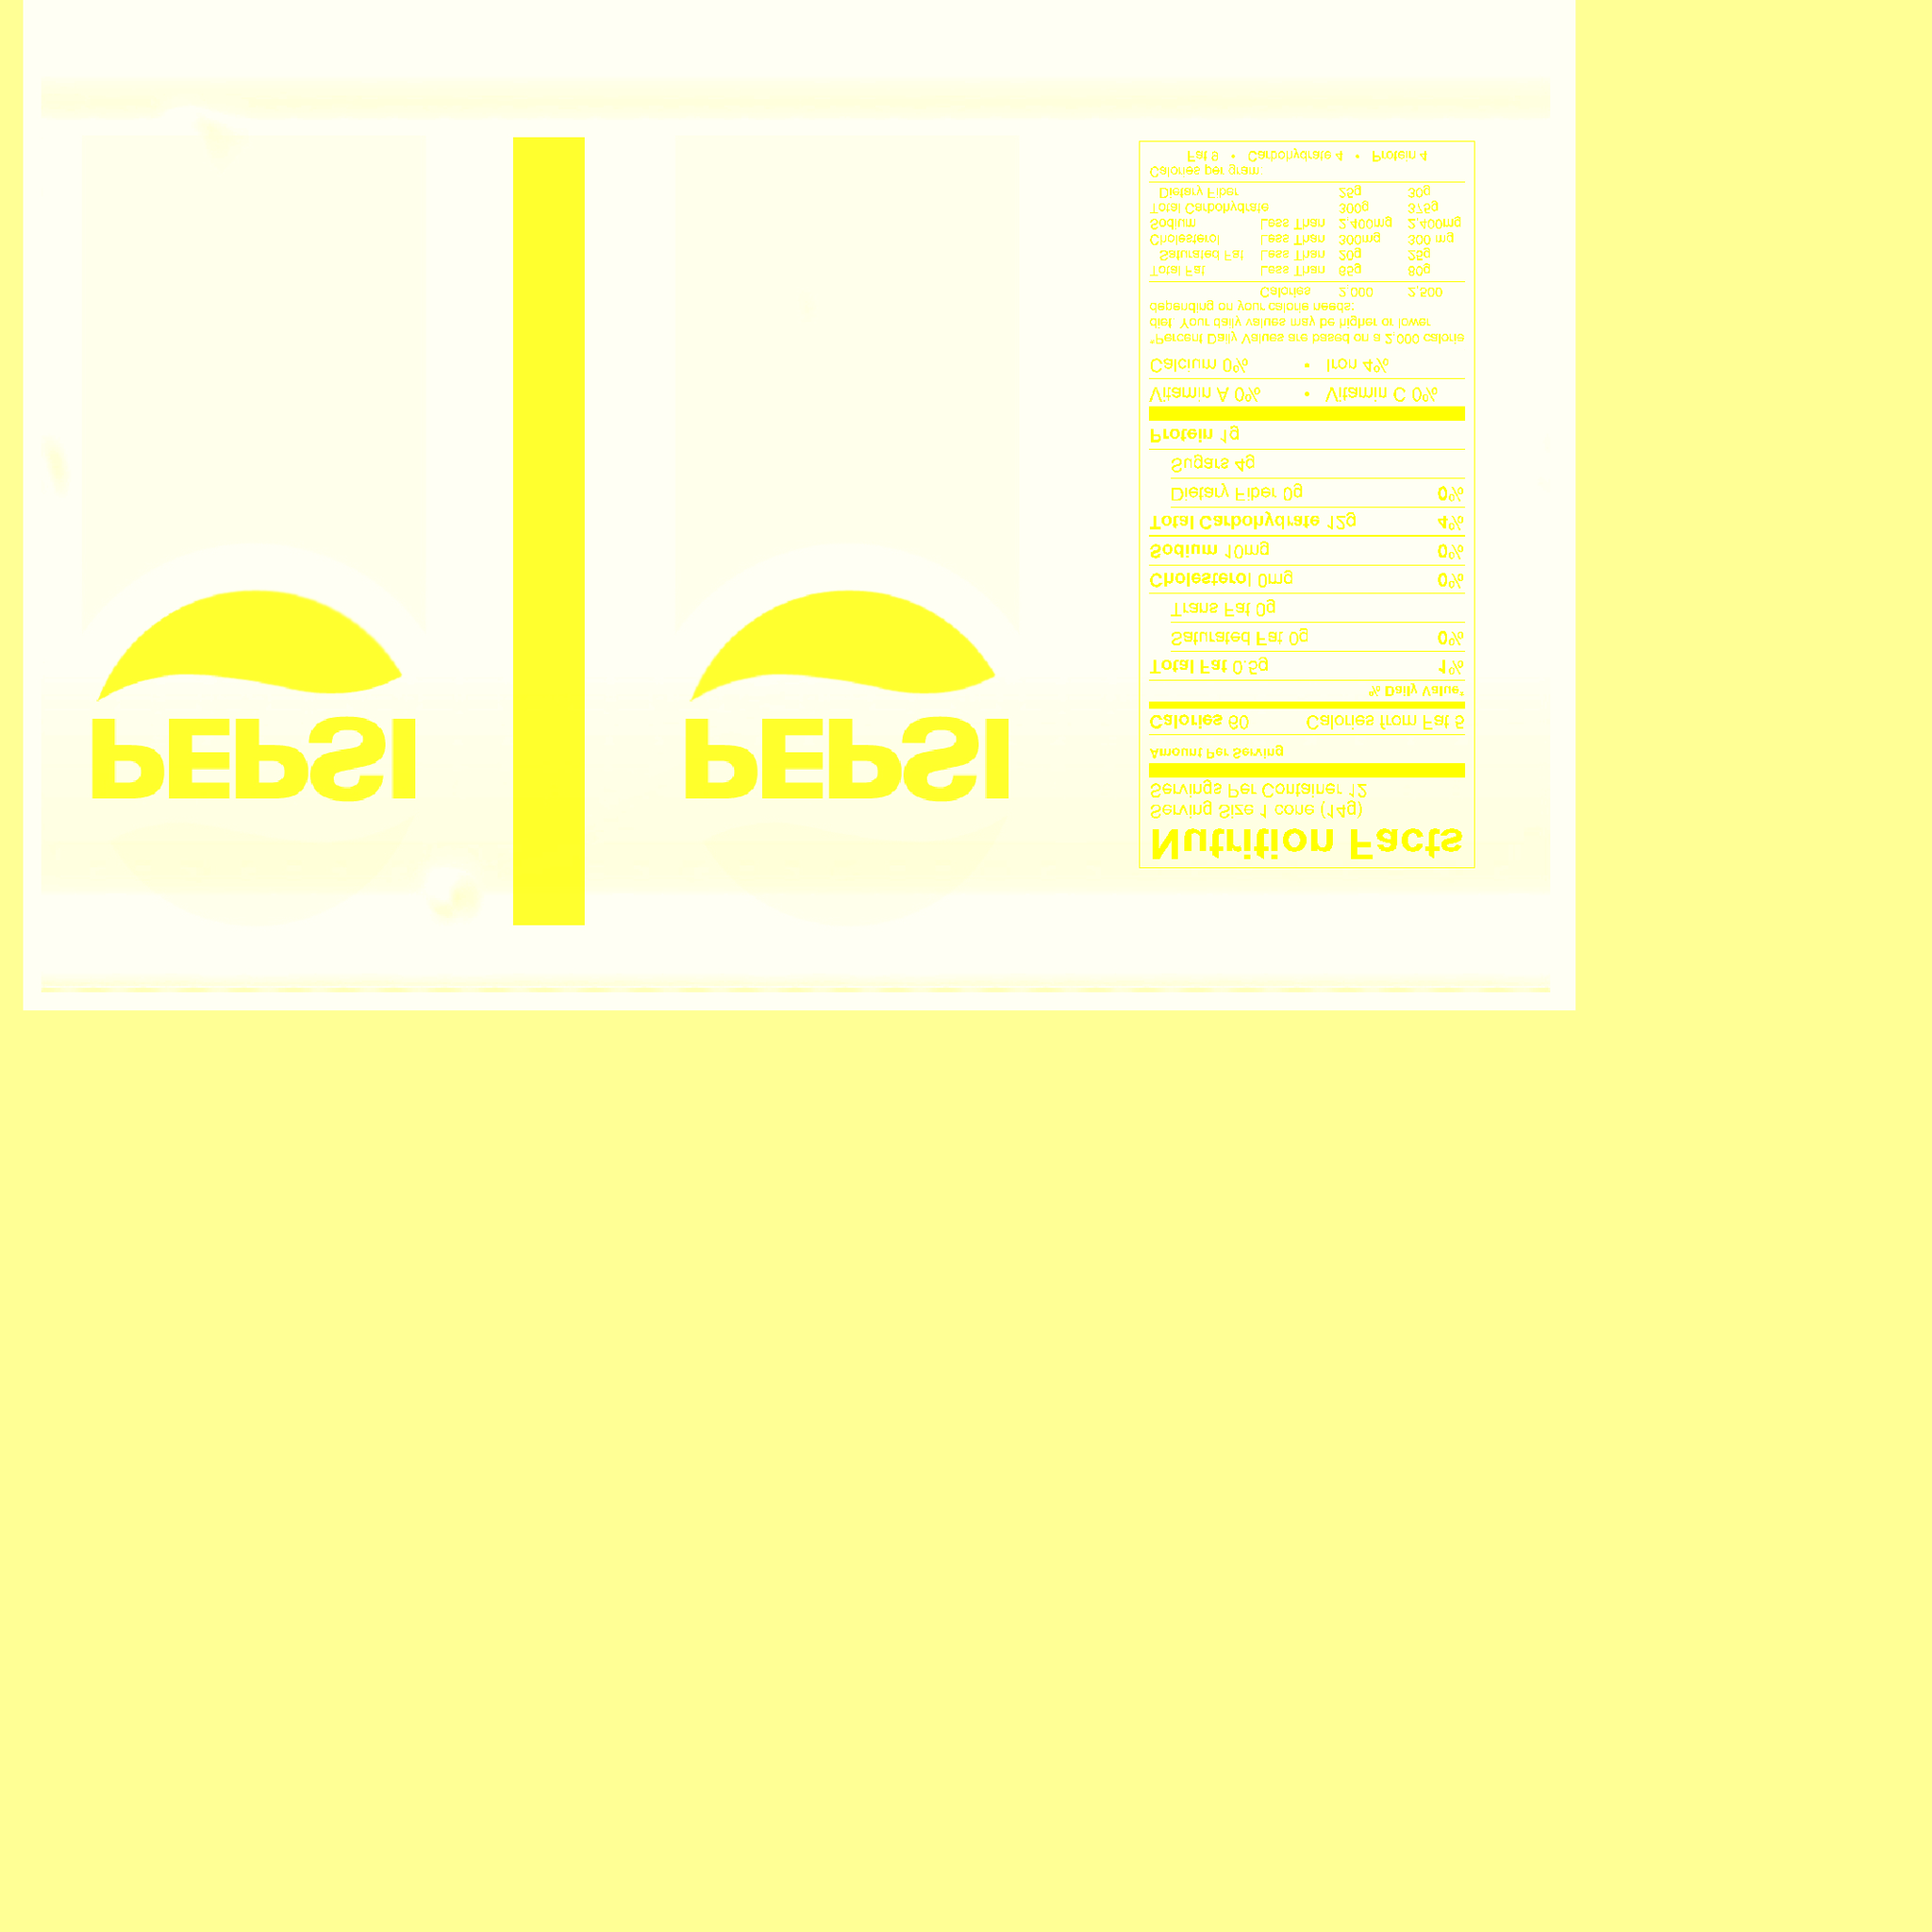 PEPSI
PEPSI
Nutrition Facts
Serving Size 1 cone (14g)
Servings Per Container 12
Amount Per Serving
Calories 60 Calories from Fat 5
% Daily Value*
Total Fat 0.5g 1%
Saturated Fat 0g 0%
Trans Fat 0g
Cholesterol 0mg 0%
Sodium 10mg 0%
Total Carbohydrate 12g 4%
Dietary Fiber 0g 0%
Sugars 4g
Protein 1g
Vitamin A 0% • Vitamin C 0%
Calcium 0% • Iron 4%
*Percent Daily Values are based on a 2,000 calorie
diet. Your daily values may be higher or lower
depending on your calorie needs:
Calories 2,000 2,500
Total Fat Less Than 65g 80g
Saturated Fat Less Than 20g 25g
Cholesterol Less Than 300mg 300 mg
Sodium Less Than 2,400mg 2,400mg
Total Carbohydrate 300g 375g
Dietary Fiber 25g 30g
Calories per gram:
Fat 9 • Carbohydrate 4 • Protein 4